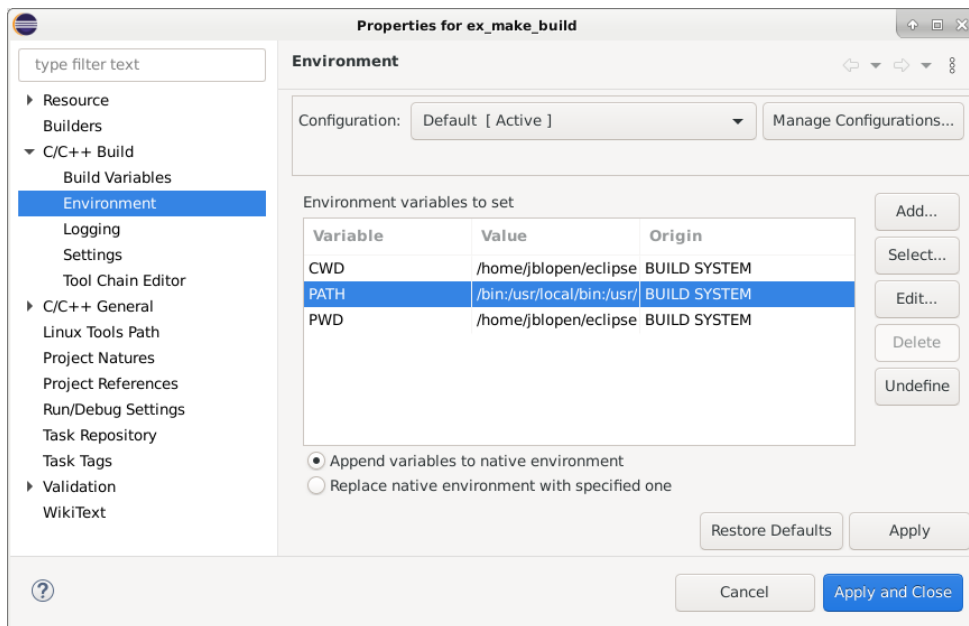 Properties for ex_make_build
type filter text
Resource
Builders
C/C++ Build
Build Variables
Environment
Logging
Settings
Tool Chain Editor
C/C++ General
Linux Tools Path
Project Natures
Project References
Run/Debug Settings
Task Repository
Task Tags
Validation
WikiText
Environment
Configuration: Default [ Active ] Manage Configurations...
Environment variables to set
Variable Value Origin
CWD /home/jblopen/eclipse BUILD SYSTEM
PATH /bin:/usr/local/bin:/usr/ BUILD SYSTEM
PWD /home/jblopen/eclipse BUILD SYSTEM
Add...
Select...
Edit...
Delete
Undefine
Append variables to native environment
Replace native environment with specified one
Restore Defaults Apply
? Cancel Apply and Close